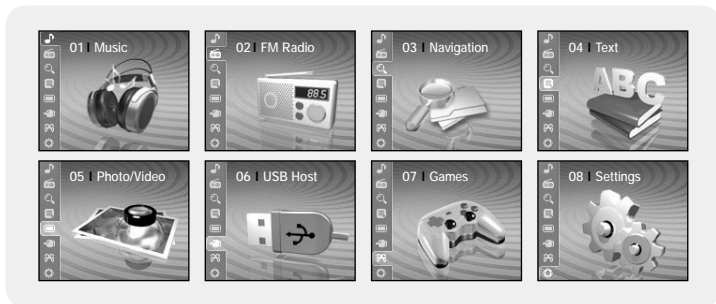 01 I Music
02 I FM Radio
88.5
03 I Navigation
04 I Text
ABC
05 I Photo/Video
06 I USB Host
07 I Games
08 I Settings